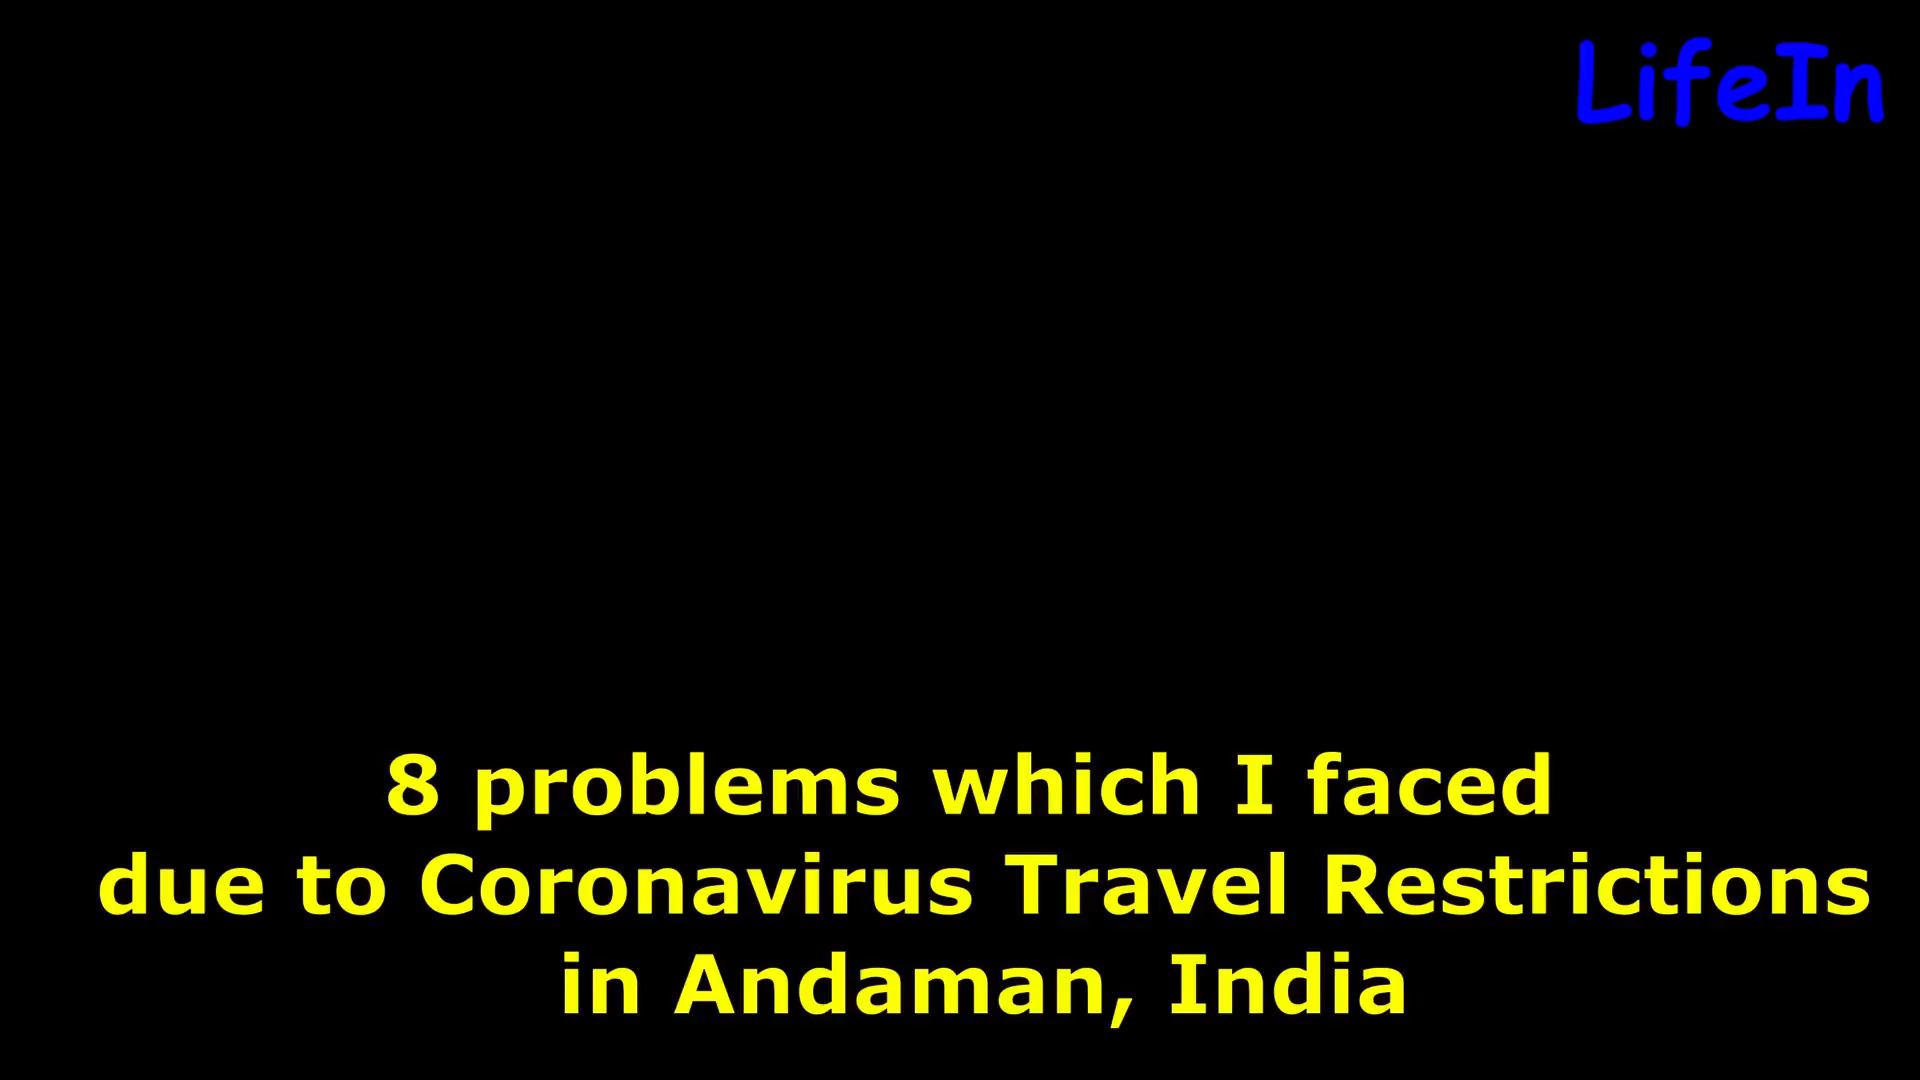 LifeIn
8 problems which I faced
due to Coronavirus Travel Restrictions
in Andaman, India